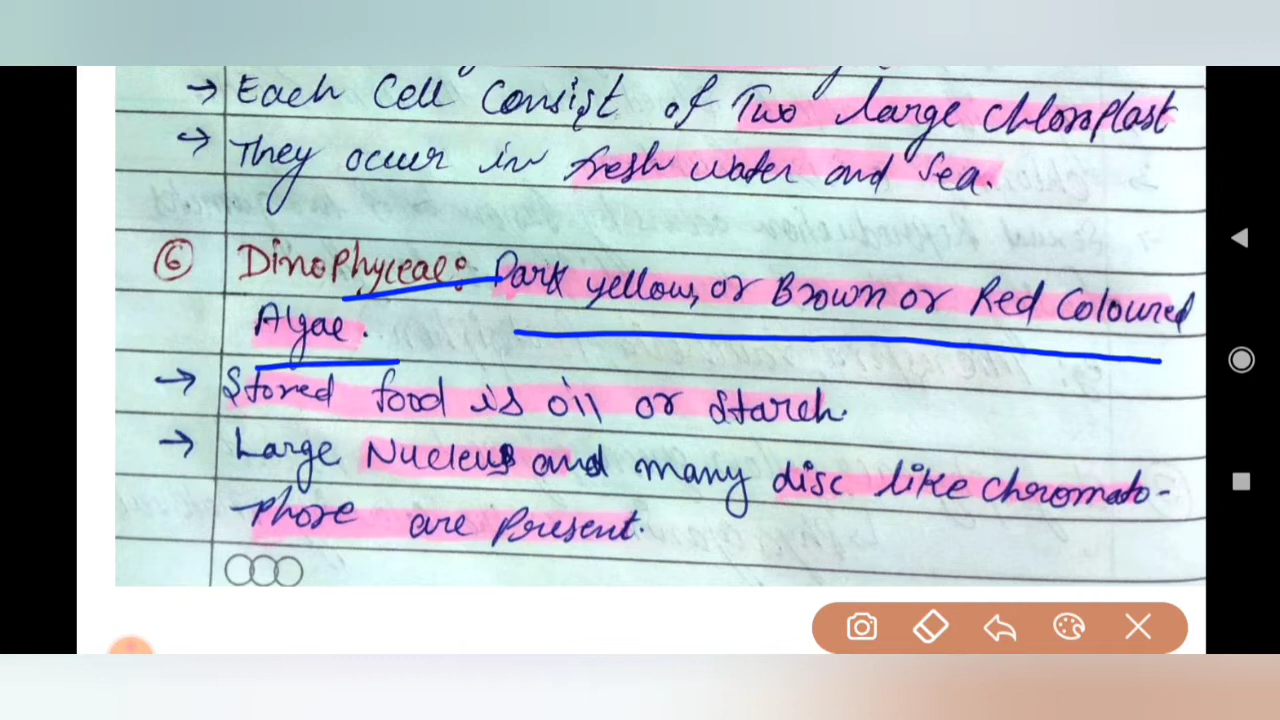 → Each Cell Consist of Two large chloroplast
→ They occur in fresh water and Sea.
⑥ Dinophyceae: Dark yellow, or Brown or Red Coloured
Algae.
→ Stored food is oil or Starch.
→ Large Nucleus and many disc like chromato-
phore are present.